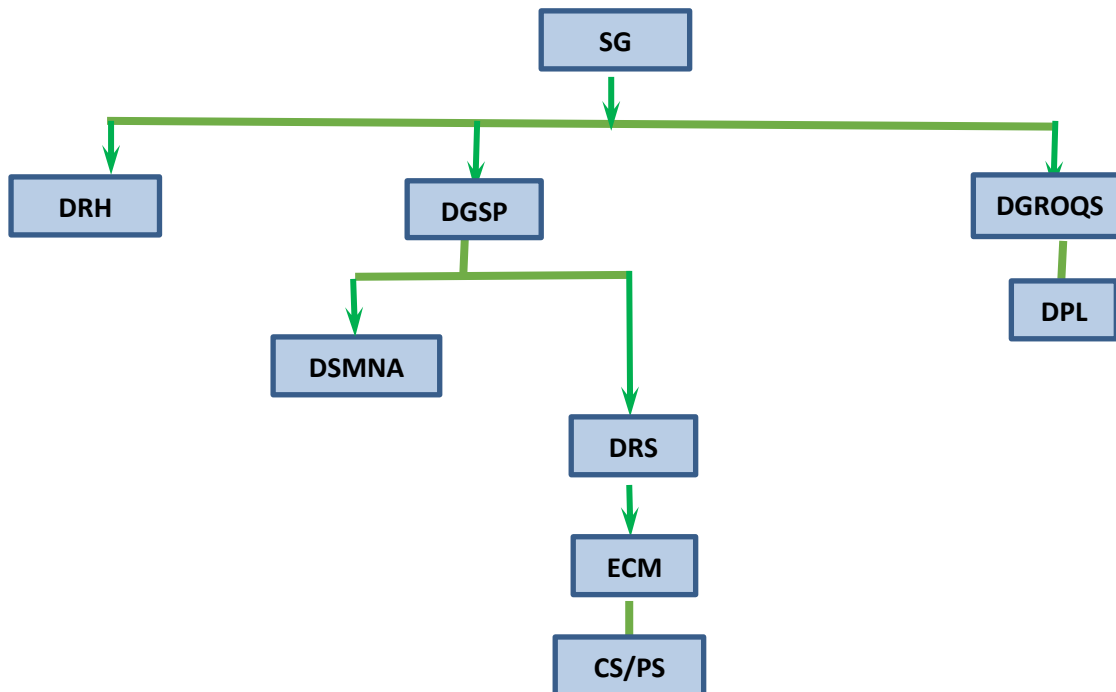 SG
DRH
DGSP
DGROQS
DPL
DSMNA
DRS
ECM
CS/PS